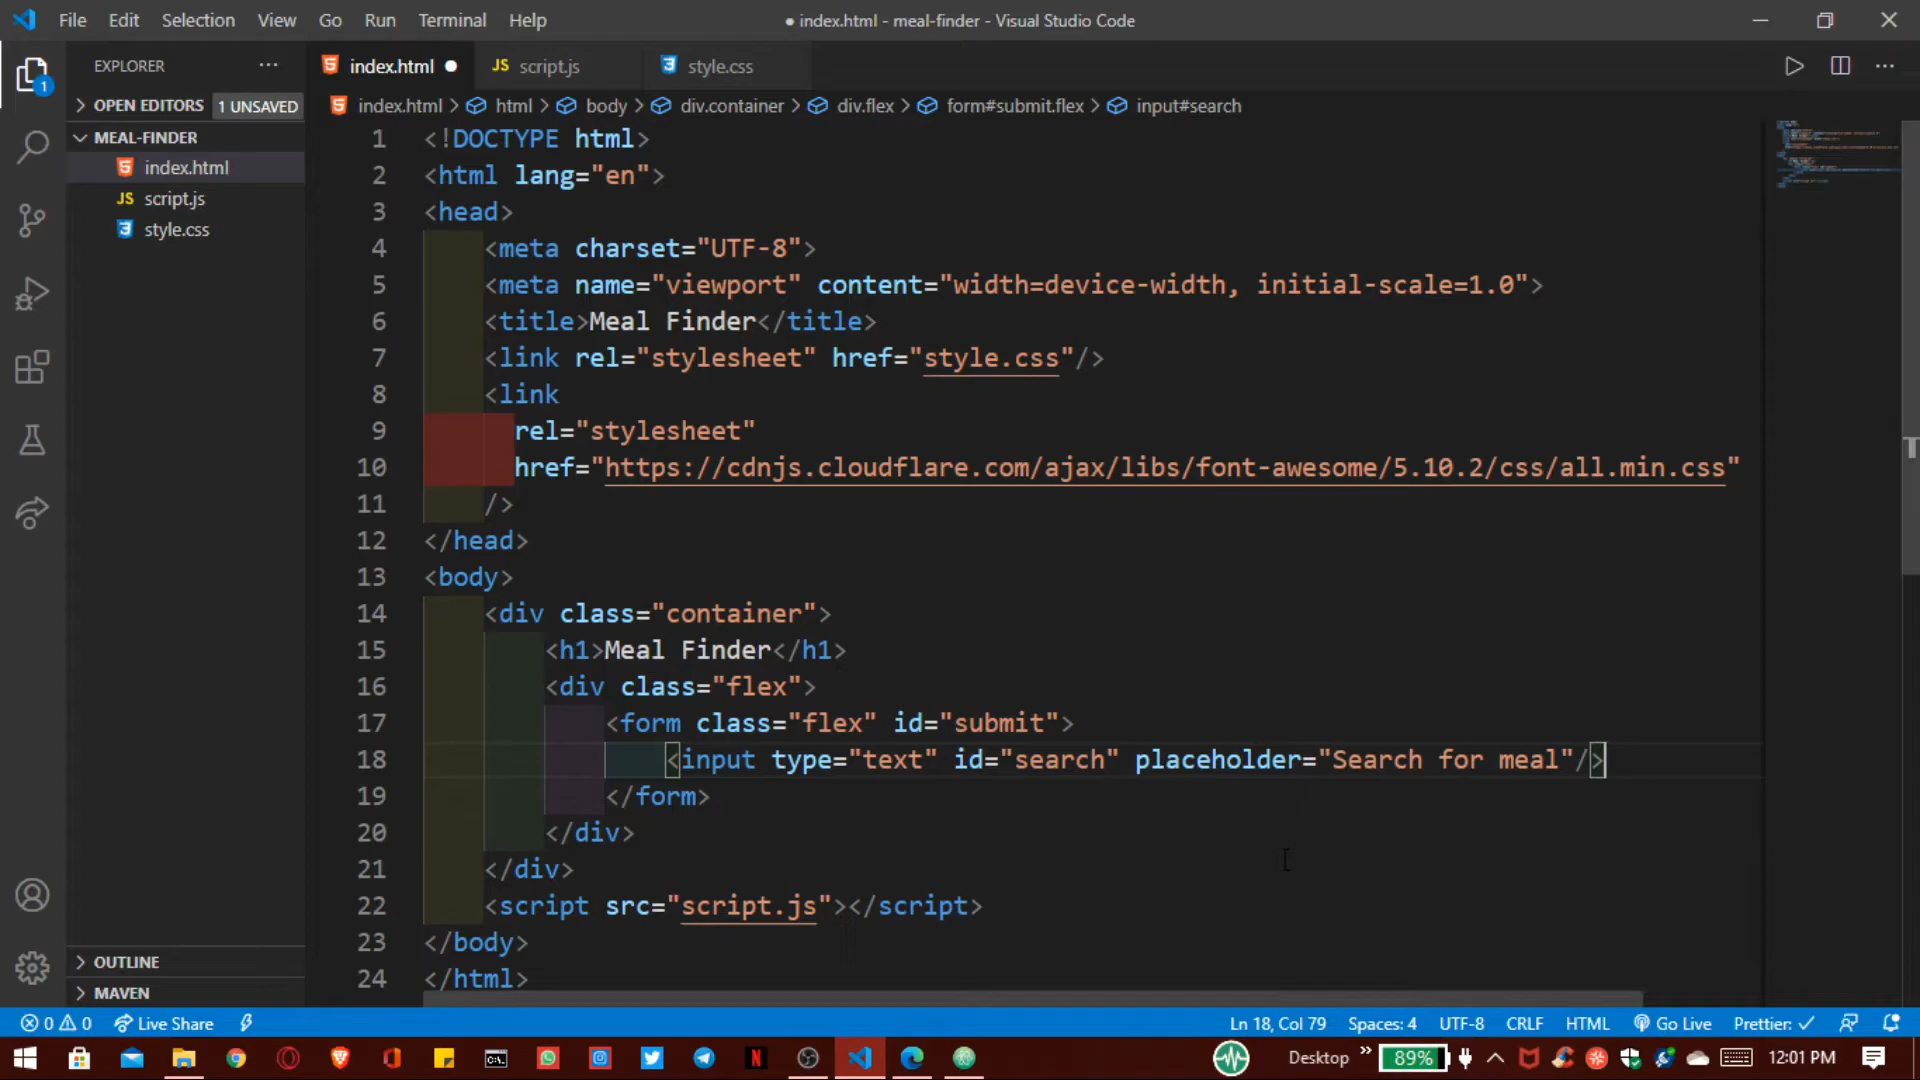 File Edit Selection View Go Run Terminal Help
● index.html - meal-finder - Visual Studio Code
EXPLORER
index.html ●
JS script.js
style.css
OPEN EDITORS 1 UNSAVED
index.html > html > body > div.container > div.flex > form#submit.flex > input#search
1
MEAL-FINDER
index.html
JS script.js
style.css
1 <!DOCTYPE html>
2 <html lang="en">
3 <head>
4 <meta charset="UTF-8">
5 <meta name="viewport" content="width=device-width, initial-scale=1.0">
6 <title>Meal Finder</title>
7 <link rel="stylesheet" href="style.css"/>
8 <link
9 rel="stylesheet"
10 href="https://cdnjs.cloudflare.com/ajax/libs/font-awesome/5.10.2/css/all.min.css"
11 />
12 </head>
13 <body>
14 <div class="container">
15 <h1>Meal Finder</h1>
16 <div class="flex">
17 <form class="flex" id="submit">
18 <input type="text" id="search" placeholder="Search for meal"/>
19 </form>
20 </div>
21 </div>
22 <script src="script.js"></script>
23 </body>
24 </html>
OUTLINE
MAVEN
0 0 Live Share
Ln 18, Col 79 Spaces: 4 UTF-8 CRLF HTML Go Live Prettier: ✓
Desktop » 89% 12:01 PM